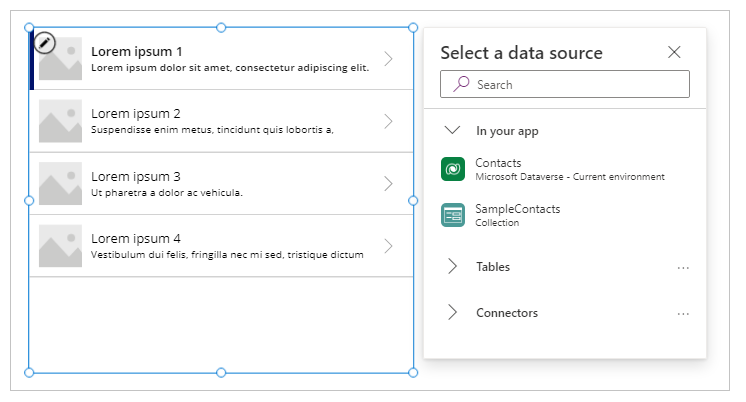 Lorem ipsum 1
Lorem ipsum dolor sit amet, consectetur adipiscing elit.
Lorem ipsum 2
Suspendisse enim metus, tincidunt quis lobortis a,
Lorem ipsum 3
Ut pharetra a dolor ac vehicula.
Lorem ipsum 4
Vestibulum dui felis, fringilla nec mi sed, tristique dictum
Select a data source
Search
In your app
Contacts
Microsoft Dataverse - Current environment
SampleContacts
Collection
Tables
Connectors